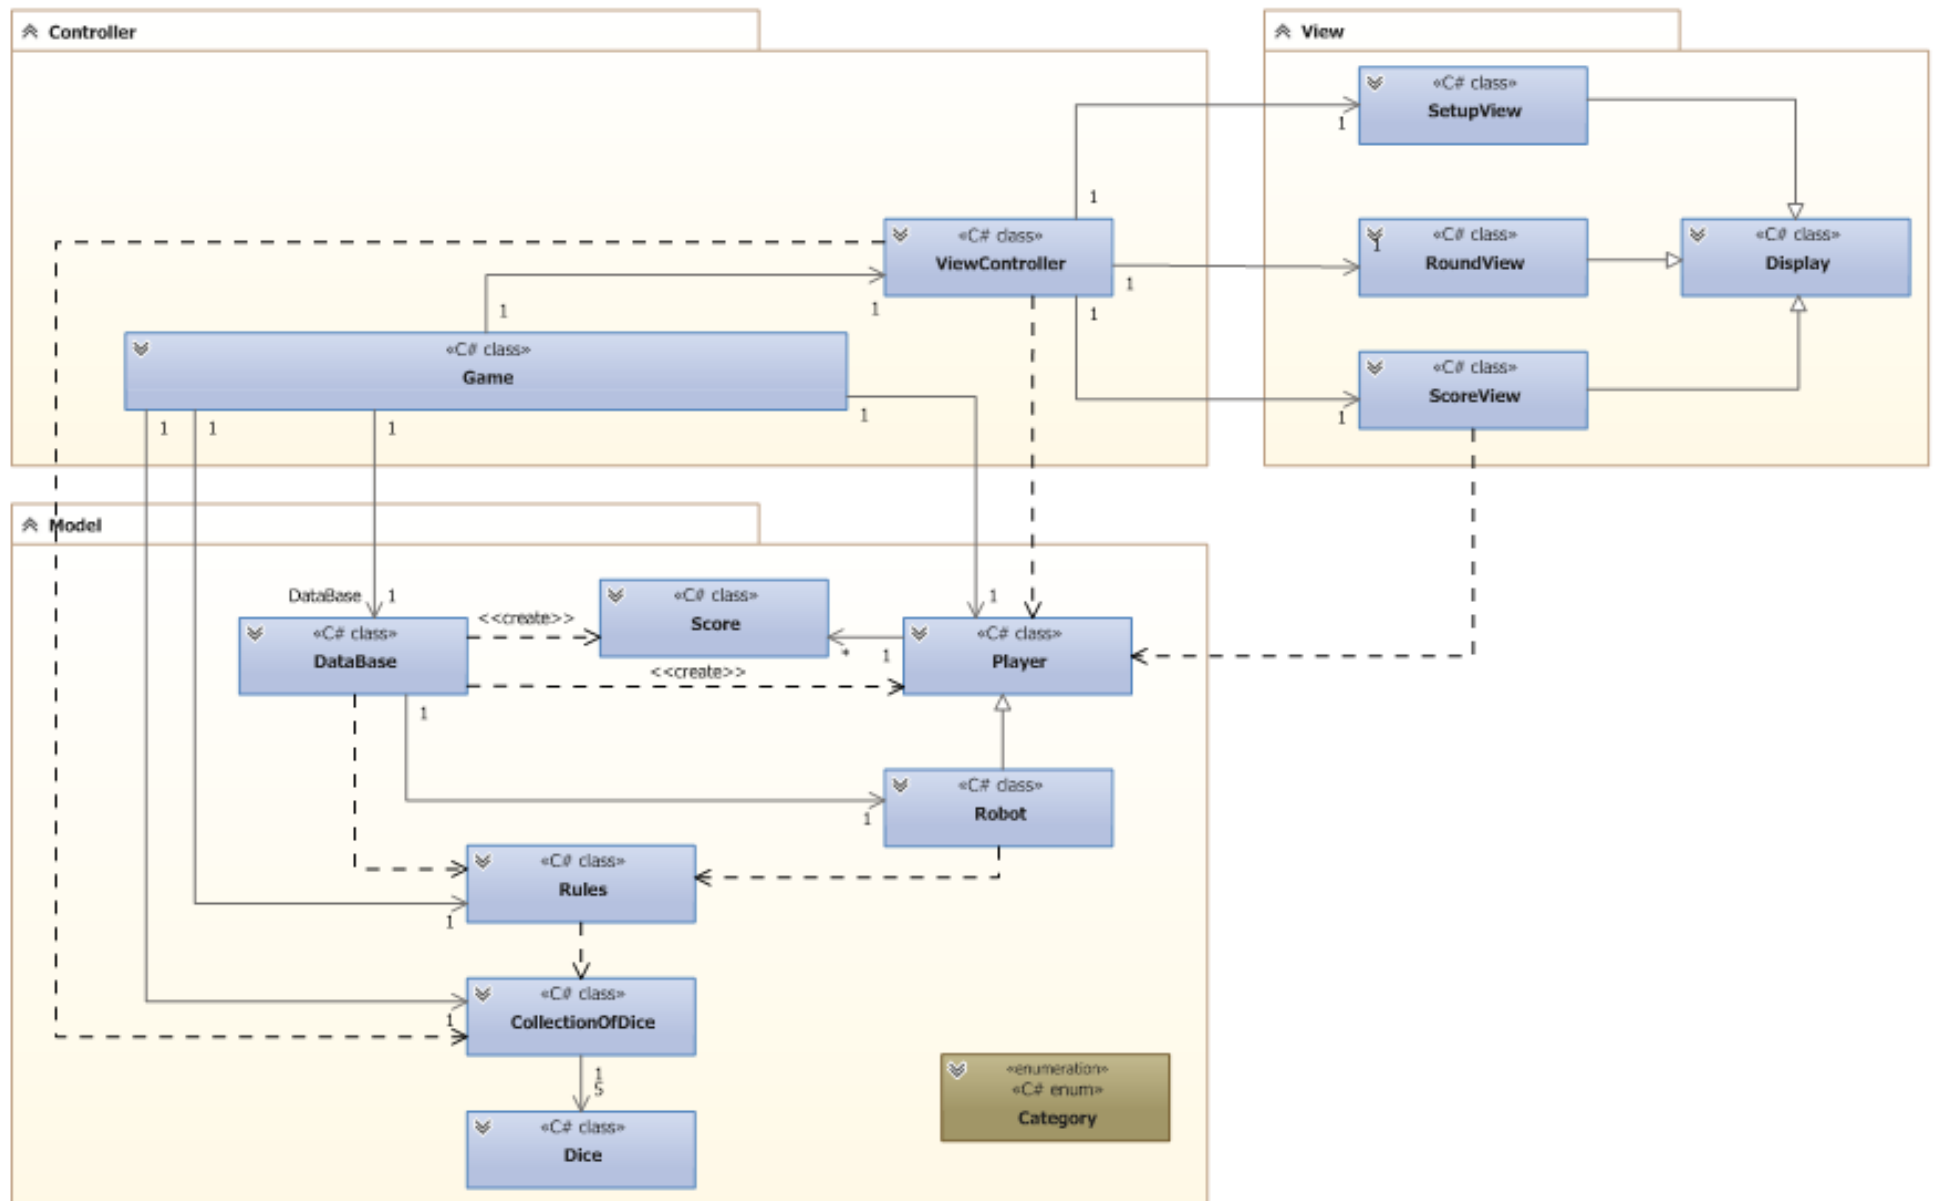 Controller
View
«C# class»
SetupView
1
1
«C# class»
ViewController
«C# class»
RoundView
1
«C# class»
Display
1
1
1
1
«C# class»
Game
«C# class»
ScoreView
1
1
1
1
1
Model
DataBase
1
1
«C# class»
DataBase
<<create>>
«C# class»
Score
«C# class»
Player
*
1
<<create>>
1
«C# class»
Robot
1
«C# class»
Rules
1
«C# class»
CollectionOfDice
1
1
5
«enumeration»
«C# enum»
Category
«C# class»
Dice